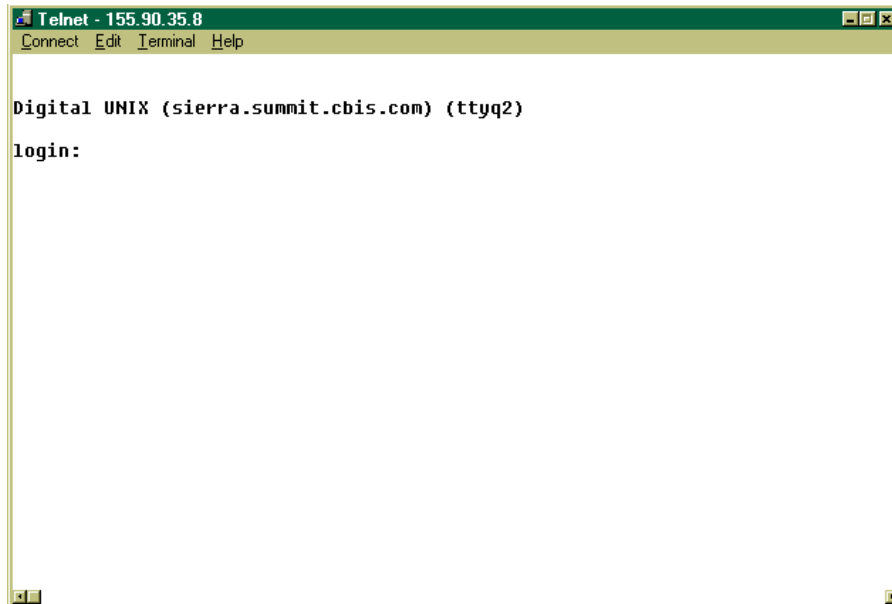 Telnet - 155.90.35.8
Connect Edit Terminal Help
Digital UNIX (sierra.summit.cbis.com) (ttyq2)
login: